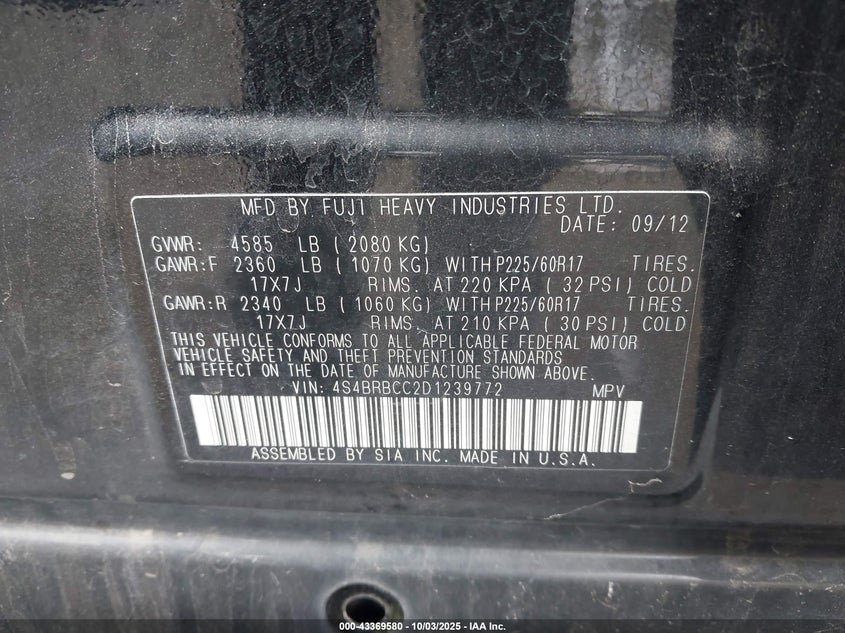 MFD BY FUJI HEAVY INDUSTRIES LTD.
DATE: 09/12
GVWR: 4585 LB ( 2080 KG)
GAWR:F 2360 LB ( 1070 KG) WITH P225/60R17 TIRES.
17X7J RIMS. AT 220 KPA ( 32 PSI) COLD
GAWR:R 2340 LB ( 1060 KG) WITH P225/60R17 TIRES.
17X7J RIMS. AT 210 KPA ( 30 PSI) COLD
THIS VEHICLE CONFORMS TO ALL APPLICABLE FEDERAL MOTOR
VEHICLE SAFETY AND THEFT PREVENTION STANDARDS
IN EFFECT ON THE DATE OF MANUFACTURE SHOWN ABOVE.
VIN: 4S4BRBCC2D1239772 MPV
ASSEMBLED BY SIA INC. MADE IN U.S.A.
000-43369580 - 10/03/2025 - IAA Inc.